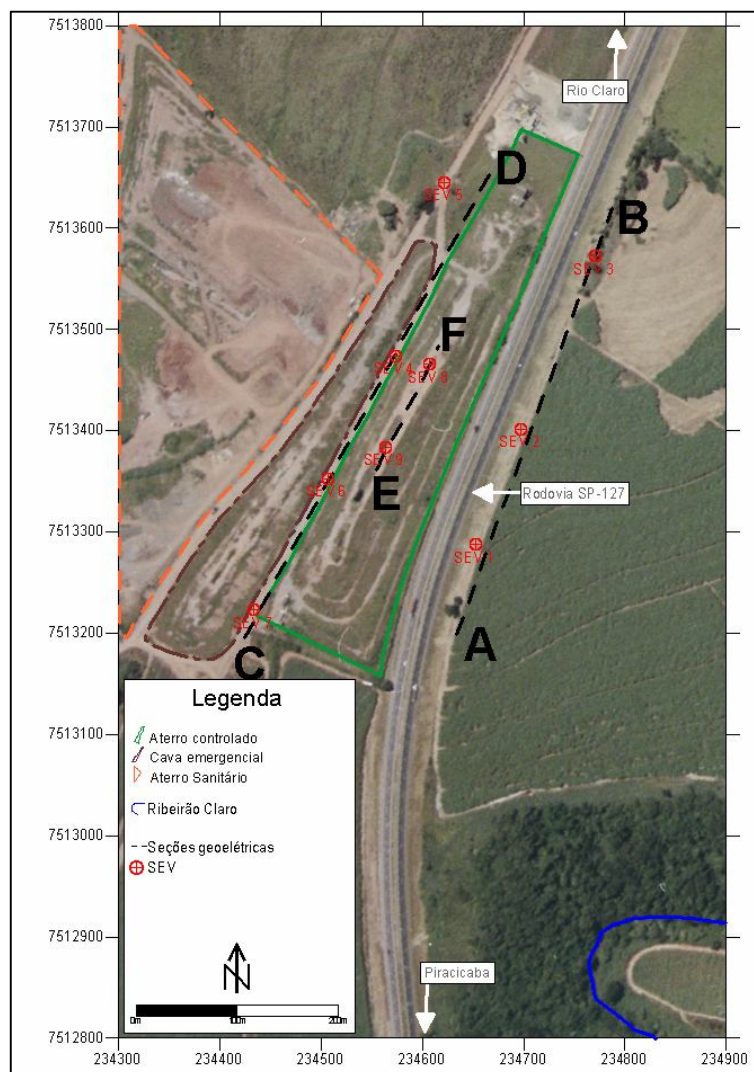 7513800
Rio Claro
7513700
D
SEV 5
7513600
B
SEV 3
7513500
F
SEV 4
SEV 8
7513400
SEV 2
SEV 9
SEV 6
E
Rodovia SP-127
7513300
SEV 1
SEV 7
7513200
A
C
Legenda
7513100
Aterro controlado
Cava emergencial
Aterro Sanitário
7513000
Ribeirão Claro
Seções geoelétricas
SEV
7512900
N
Piracicaba
0m 100m 200m
7512800
234300 234400 234500 234600 234700 234800 234900